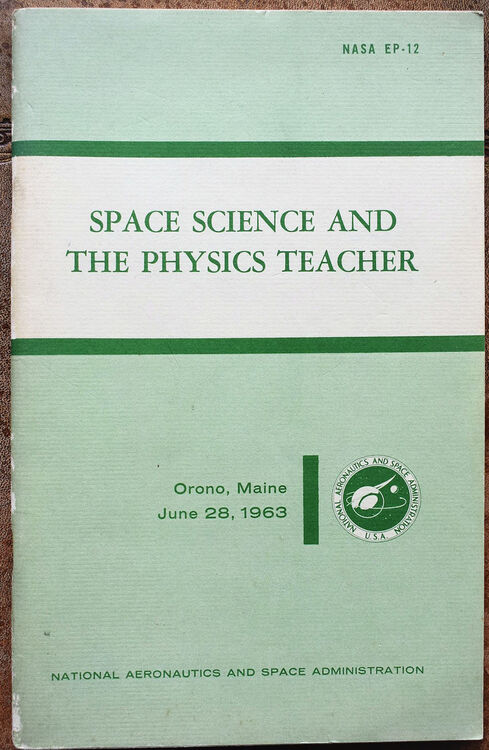 NASA EP-12
SPACE SCIENCE AND
THE PHYSICS TEACHER
Orono, Maine
June 28, 1963
NATIONAL AERONAUTICS AND SPACE ADMINISTRATION
U.S.A.
NATIONAL AERONAUTICS AND SPACE ADMINISTRATION